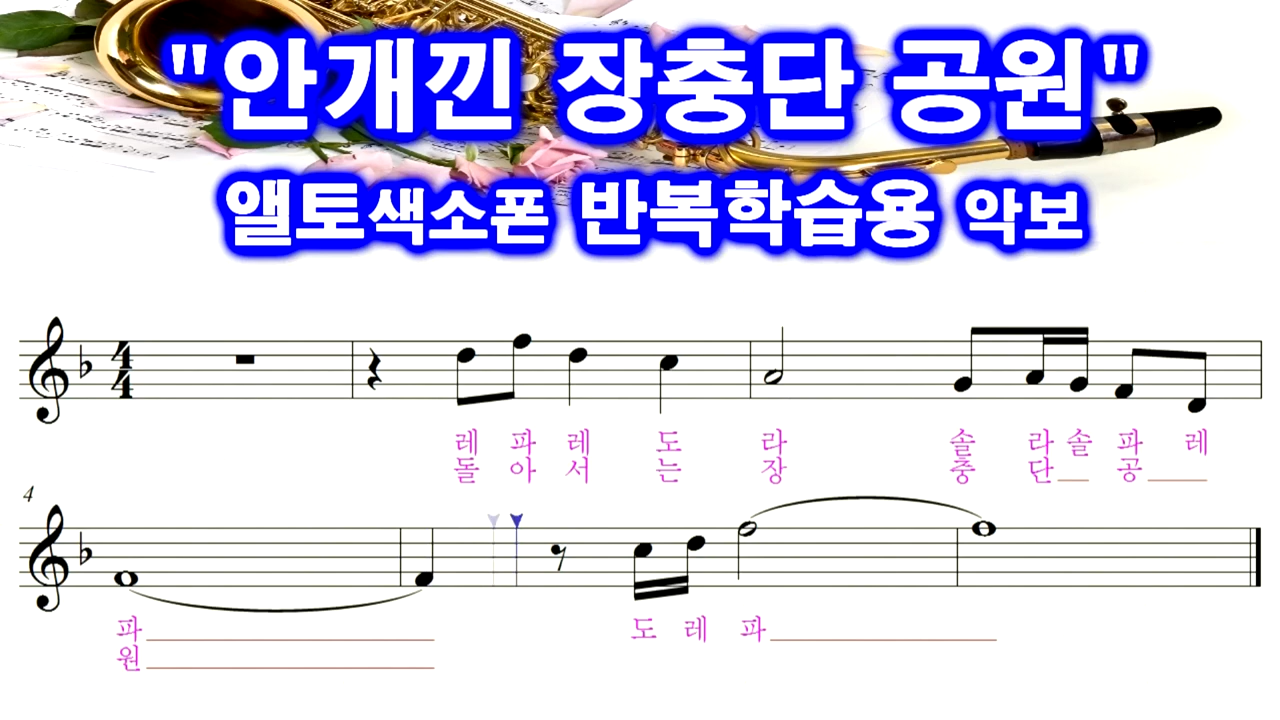 "안개낀 장충단 공원"
앨토색소폰 반복학습용 악보
4
4
레 파 레 도 라 솔 라 솔 파 레
돌 아 서 는 장 충 단 공
4
파 도 레 파
원